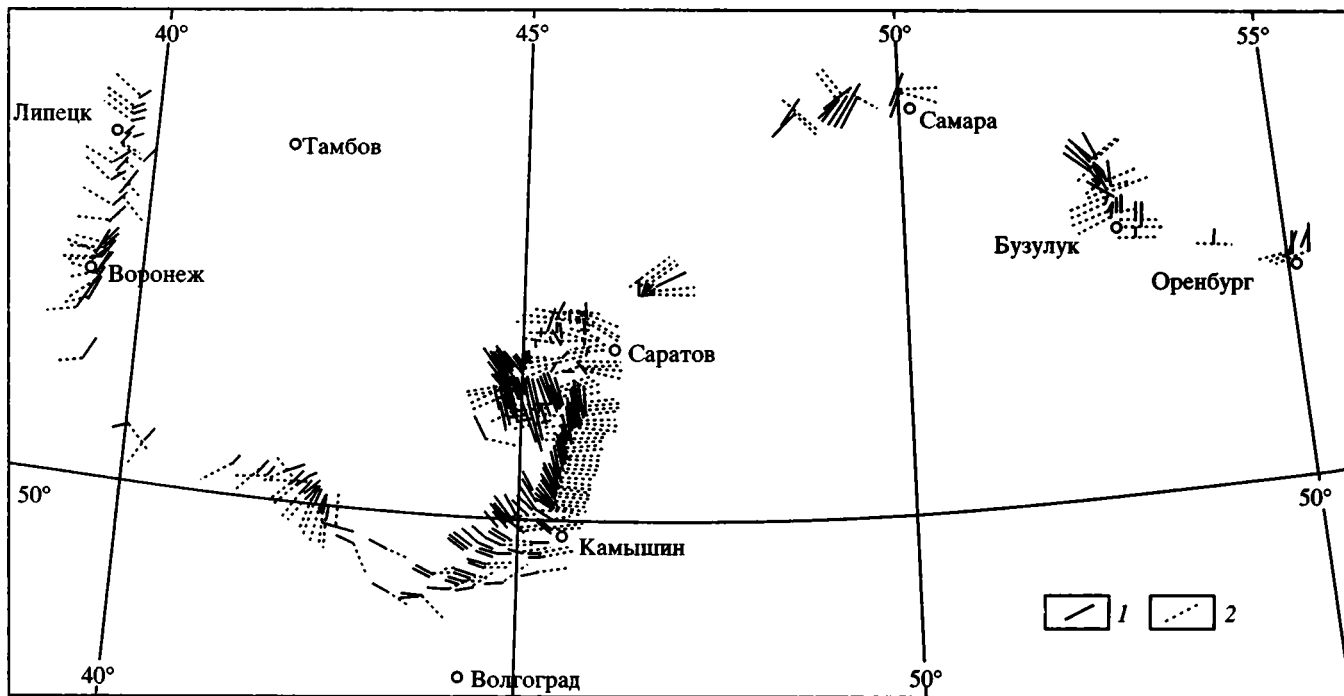 40°
45°
50°
55°
Липецк
Тамбов
Самара
Воронеж
Бузулук
Оренбург
Саратов
50°
50°
Камышин
1
2
40°
Волгоград
50°